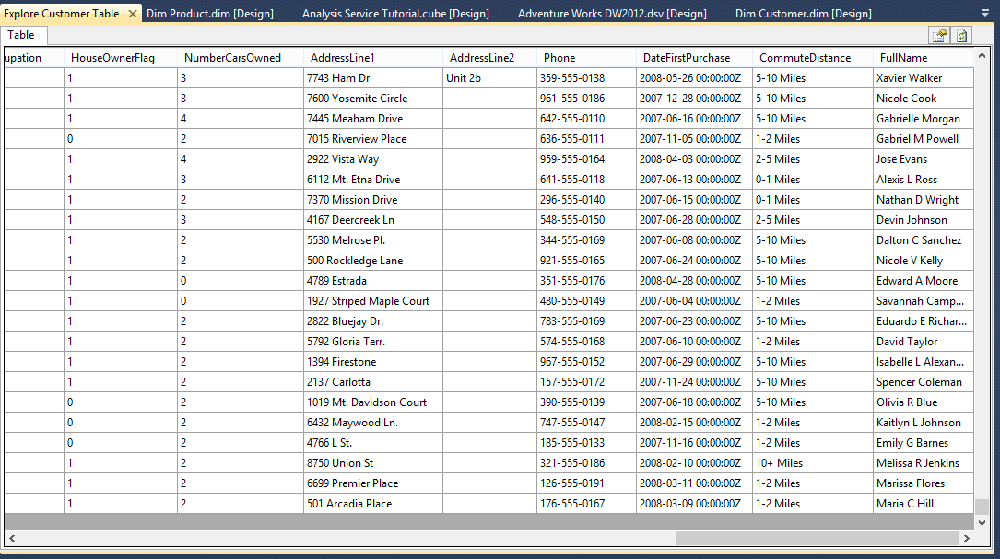 Explore Customer Table Dim Product.dim [Design] Analysis Service Tutorial.cube [Design] Adventure Works DW2012.dsv [Design] Dim Customer.dim [Design]
Table
upation HouseOwnerFlag NumberCarsOwned AddressLine1 AddressLine2 Phone DateFirstPurchase CommuteDistance FullName
1 3 7743 Ham Dr Unit 2b 359-555-0138 2008-05-26 00:00:00Z 5-10 Miles Xavier Walker
1 3 7600 Yosemite Circle 961-555-0186 2007-12-28 00:00:00Z 5-10 Miles Nicole Cook
1 4 7445 Meaham Drive 642-555-0110 2007-06-16 00:00:00Z 5-10 Miles Gabrielle Morgan
0 2 7015 Riverview Place 636-555-0111 2007-11-05 00:00:00Z 1-2 Miles Gabriel M Powell
1 4 2922 Vista Way 959-555-0164 2008-04-03 00:00:00Z 2-5 Miles Jose Evans
1 3 6112 Mt. Etna Drive 641-555-0118 2007-06-13 00:00:00Z 0-1 Miles Alexis L Ross
1 2 7370 Mission Drive 296-555-0140 2007-06-15 00:00:00Z 0-1 Miles Nathan D Wright
1 3 4167 Deercreek Ln 548-555-0150 2007-06-28 00:00:00Z 2-5 Miles Devin Johnson
1 2 5530 Melrose Pl. 344-555-0169 2007-06-08 00:00:00Z 5-10 Miles Dalton C Sanchez
1 2 500 Rockledge Lane 921-555-0165 2007-06-24 00:00:00Z 5-10 Miles Nicole V Kelly
1 0 4789 Estrada 351-555-0176 2008-04-28 00:00:00Z 5-10 Miles Edward A Moore
1 0 1927 Striped Maple Court 480-555-0149 2007-06-04 00:00:00Z 1-2 Miles Savannah Camp...
1 2 2822 Bluejay Dr. 783-555-0169 2007-06-23 00:00:00Z 5-10 Miles Eduardo E Richar...
1 2 5792 Gloria Terr. 574-555-0168 2007-06-10 00:00:00Z 1-2 Miles David Taylor
1 2 1394 Firestone 967-555-0152 2007-06-29 00:00:00Z 5-10 Miles Isabelle L Alexan...
1 2 2137 Carlotta 157-555-0172 2007-11-24 00:00:00Z 5-10 Miles Spencer Coleman
0 2 1019 Mt. Davidson Court 390-555-0139 2007-06-18 00:00:00Z 5-10 Miles Olivia R Blue
0 2 6432 Maywood Ln. 747-555-0147 2008-02-15 00:00:00Z 1-2 Miles Kaitlyn L Johnson
0 2 4766 L St. 185-555-0133 2007-11-16 00:00:00Z 1-2 Miles Emily G Barnes
1 2 8750 Union St 321-555-0186 2008-02-10 00:00:00Z 10+ Miles Melissa R Jenkins
1 2 6699 Premier Place 126-555-0191 2008-03-11 00:00:00Z 1-2 Miles Marissa Flores
1 2 501 Arcadia Place 176-555-0167 2008-03-09 00:00:00Z 1-2 Miles Maria C Hill